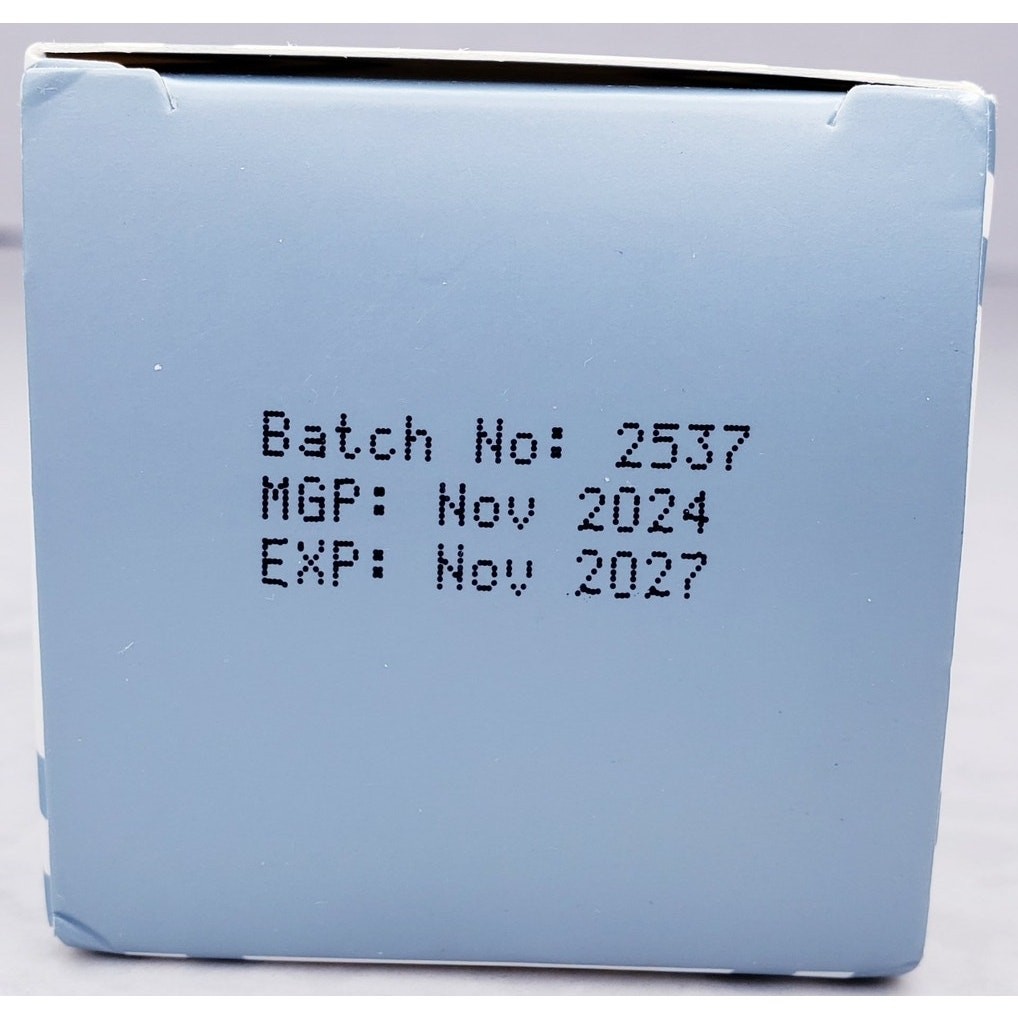 Batch No: 2537
MGP: Nov 2024
EXP: Nov 2027